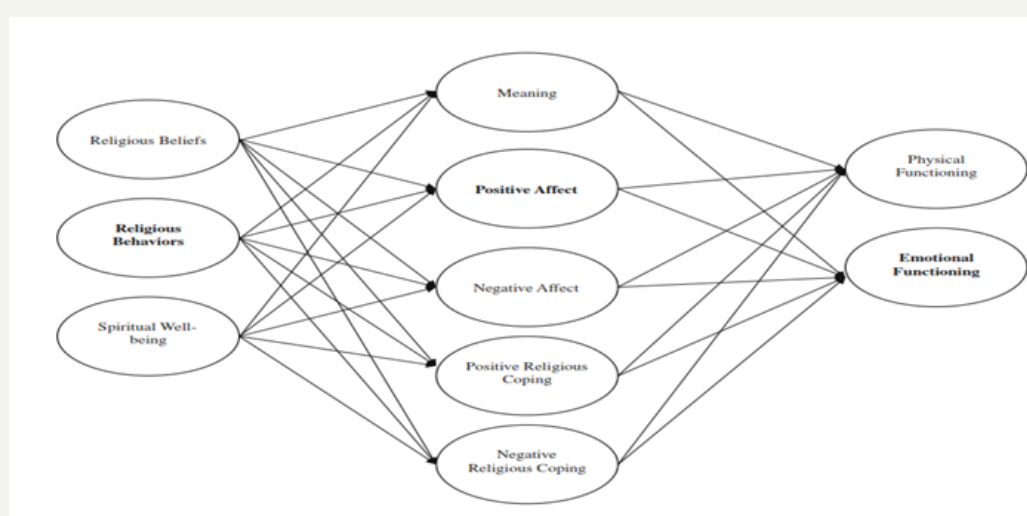 Religious Beliefs
Religious
Behaviors
Spiritual Well-
being
Meaning
Positive Affect
Negative Affect
Positive Religious
Coping
Negative
Religious Coping
Physical
Functioning
Emotional
Functioning